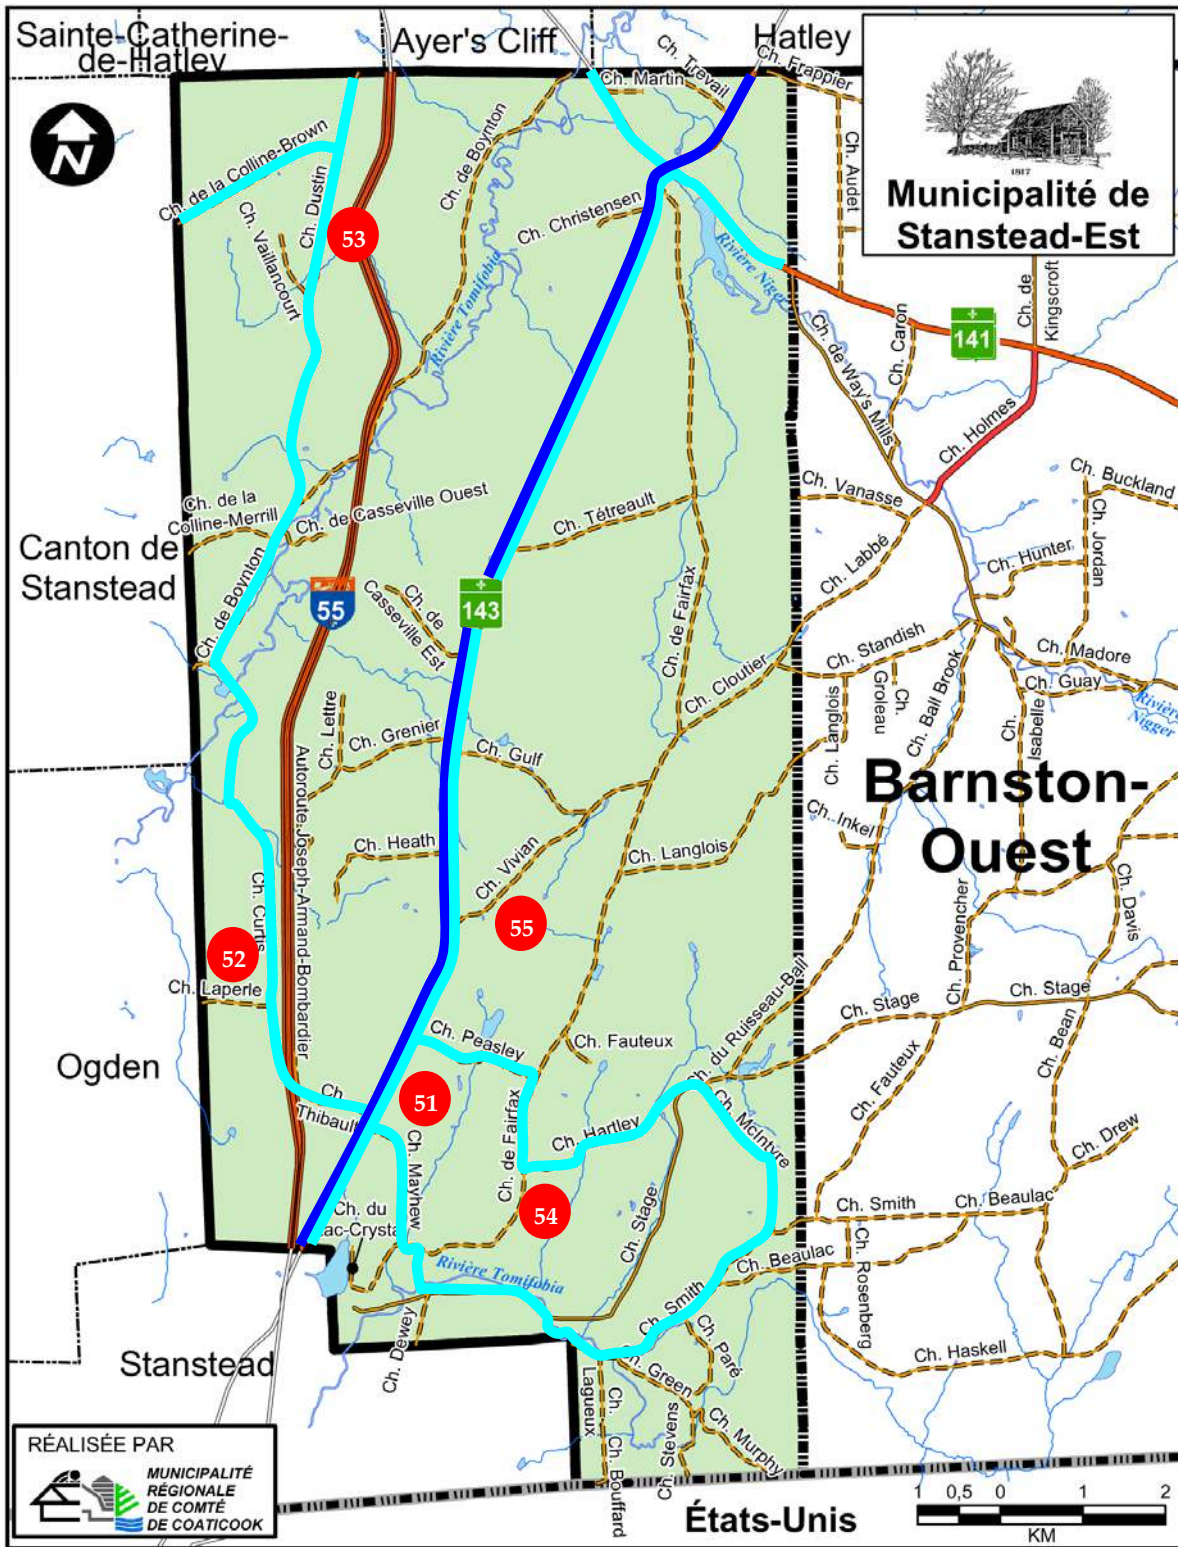 Sainte-Catherine-
de-Hatley
Ayer's Cliff
Hatley
N
1817
Municipalité de
Stanstead-Est
Ch. Martin
Ch. Trevail
Ch. Frappier
Ch. Audet
Ch. de la Colline-Brown
Ch. Dustin
Ch. Vaillancourt
53
Ch. de Boynton
Rivière Tomifobia
Ch. Christensen
Rivière Niger
Ch. de
Kingscroft
141
Ch. Caron
Ch. de Way's Mills
Ch. Holmes
Ch. Vanasse
Ch. Labbé
Ch. Buckland
Ch. Jordan
Ch. Hunter
Ch. Madore
Ch. Guay
Rivière
Nigger
Ch. de la
Colline-Merrill
Ch. de Casseville Ouest
Ch. Tétreault
Canton de
Stanstead
Ch. de Boynton
55
Ch. de
Casseville Est
143
Ch. de Fairfax
Ch. Cloutier
Ch. Standish
Ch.
Groleau
Ch. Langlois
Ch. Ball Brook
Ch.
Isabelle
Ch. Lettre
Ch. Grenier
Ch. Gulf
Autoroute Joseph-Armand-Bombardier
Barnston-
Ouest
Ch. Inkel
Ch. Heath
Ch. Vivian
Ch. Langlois
Ch. Curtis
52
55
Ch. Provencher
Ch. Davis
Ch. Laperle
Ch. du Ruisseau-Ball
Ch. Stage
Ch. Stage
Ogden
Ch. Peasley
Ch. Fauteux
Ch. Fauteux
Ch. Bean
Ch.
Thibault
51
Ch. Mayhew
Ch. de Fairfax
Ch. Hartley
Ch. McIntyre
Ch. Drew
54
Ch. du
Lac-Crystal
Ch. Stage
Ch. Smith
Ch. Beaulac
Rivière Tomifobia
Ch. Beaulac
Ch. Rosenberg
Ch. Smith
Stanstead
Ch. Dewey
Ch. Paré
Ch. Haskell
Ch. Green
Ch.
Lagueux
Ch. Stevens
Ch. Murphy
Ch. Bouffard
RÉALISÉE PAR
MUNICIPALITÉ
RÉGIONALE
DE COMTÉ
DE COATICOOK
États-Unis
1 0,5 0 1 2
KM